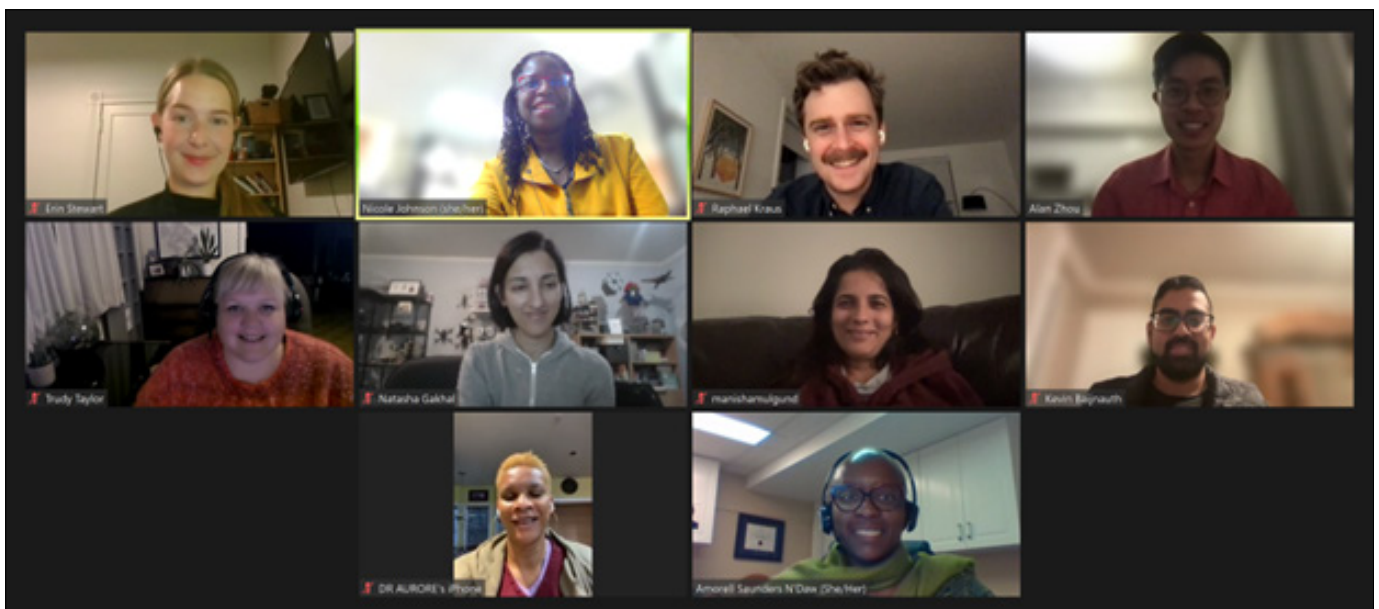 Erin Stewart
Nicole Johnson (she/her)
Raphael Kraus
Alan Zhou
Trudy Taylor
Natasha Gakhal
manishamulgund
Kevin Baijnauth
DR AURORE's iPhone
Amorell Saunders N'Daw (She/Her)